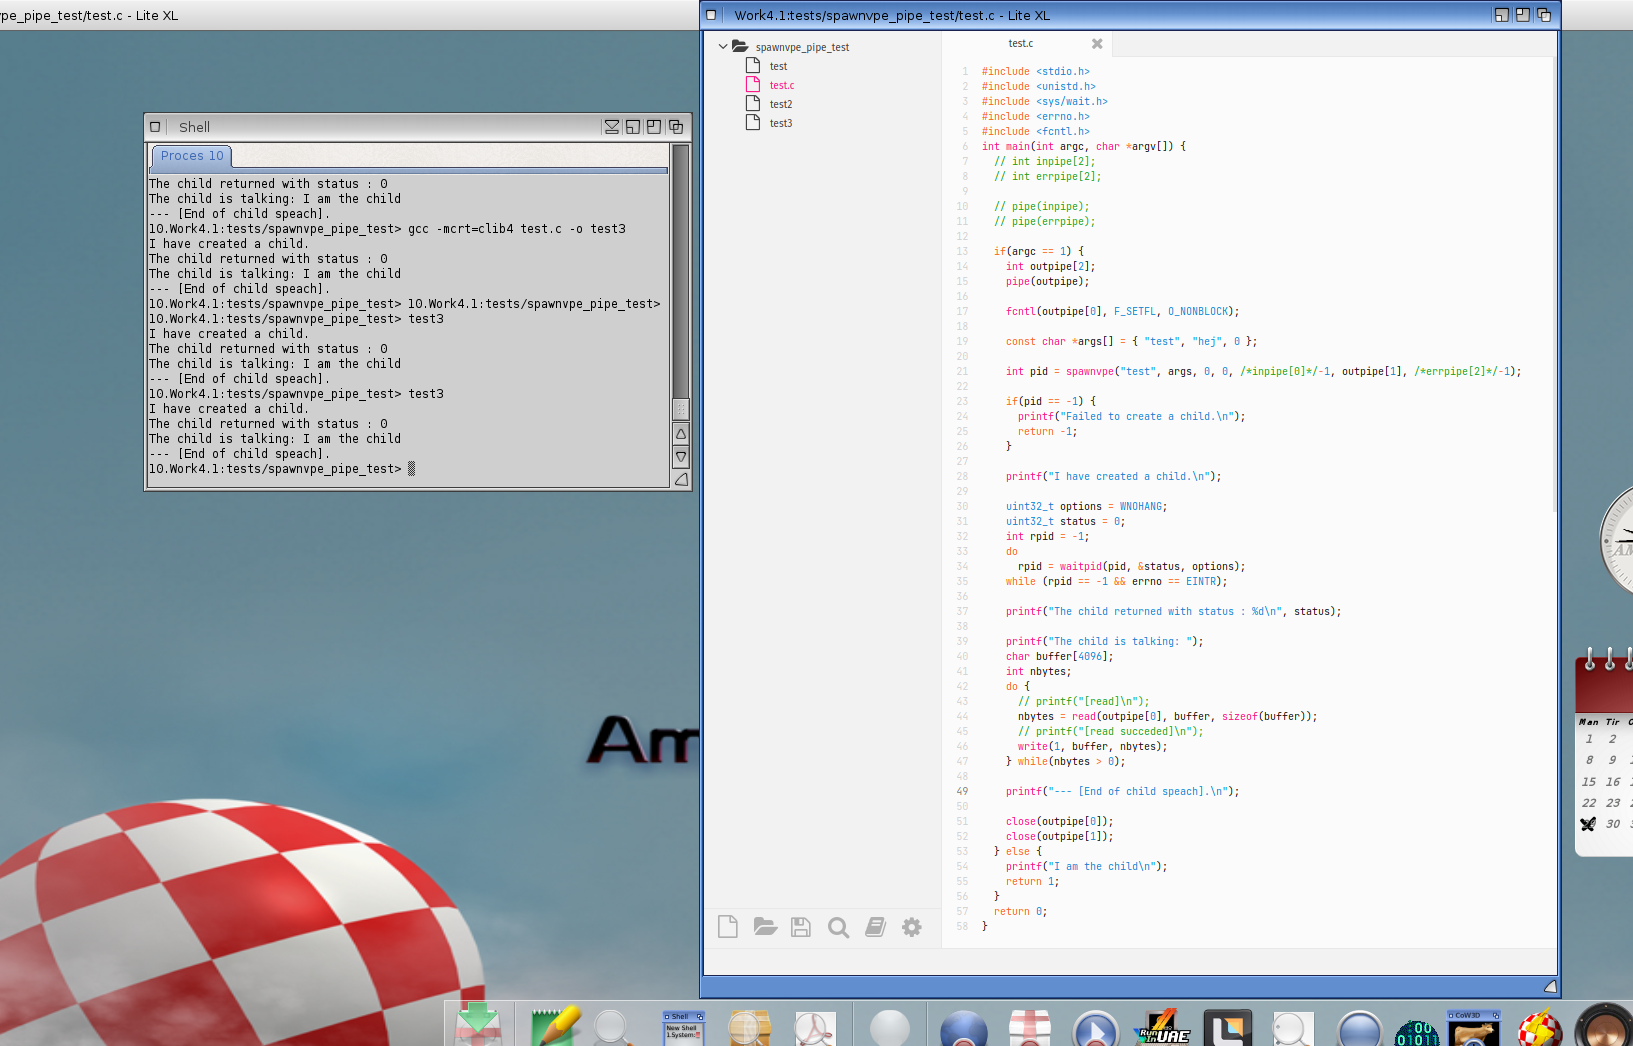 pe_pipe_test/test.c - Lite XL
Shell
Proces 10
The child returned with status : 0
The child is talking: I am the child
--- [End of child speach].
10.Work4.1:tests/spawnvpe_pipe_test> gcc -mcrt=clib4 test.c -o test3
I have created a child.
The child returned with status : 0
The child is talking: I am the child
--- [End of child speach].
10.Work4.1:tests/spawnvpe_pipe_test> 10.Work4.1:tests/spawnvpe_pipe_test>
10.Work4.1:tests/spawnvpe_pipe_test> test3
I have created a child.
The child returned with status : 0
The child is talking: I am the child
--- [End of child speach].
10.Work4.1:tests/spawnvpe_pipe_test> test3
I have created a child.
The child returned with status : 0
The child is talking: I am the child
--- [End of child speach].
10.Work4.1:tests/spawnvpe_pipe_test>
Work4.1:tests/spawnvpe_pipe_test/test.c - Lite XL
spawnvpe_pipe_test
test
test.c
test2
test3
test.c
1 #include <stdio.h>
2 #include <unistd.h>
3 #include <sys/wait.h>
4 #include <errno.h>
5 #include <fcntl.h>
6 int main(int argc, char *argv[]) {
7 // int inpipe[2];
8 // int errpipe[2];
9
10 // pipe(inpipe);
11 // pipe(errpipe);
12
13 if(argc == 1) {
14 int outpipe[2];
15 pipe(outpipe);
16
17 fcntl(outpipe[0], F_SETFL, O_NONBLOCK);
18
19 const char *args[] = { "test", "hej", 0 };
20
21 int pid = spawnvpe("test", args, 0, 0, /*inpipe[0]*/-1, outpipe[1], /*errpipe[2]*/-1);
22
23 if(pid == -1) {
24 printf("Failed to create a child.\n");
25 return -1;
26 }
27
28 printf("I have created a child.\n");
29
30 uint32_t options = WNOHANG;
31 uint32_t status = 0;
32 int rpid = -1;
33 do
34 rpid = waitpid(pid, &status, options);
35 while (rpid == -1 && errno == EINTR);
36
37 printf("The child returned with status : %d\n", status);
38
39 printf("The child is talking: ");
40 char buffer[4096];
41 int nbytes;
42 do {
43 // printf("[read]\n");
44 nbytes = read(outpipe[0], buffer, sizeof(buffer));
45 // printf("[read succeded]\n");
46 write(1, buffer, nbytes);
47 } while(nbytes > 0);
48
49 printf("--- [End of child speach].\n");
50
51 close(outpipe[0]);
52 close(outpipe[1]);
53 } else {
54 printf("I am the child\n");
55 return 1;
56 }
57 return 0;
58 }
Am
AM
Man Tir
1 2
8 9
15 16
22 23
30
Shell
New Shell
1.System:
Run
in UAE
00
01011
CoW3D